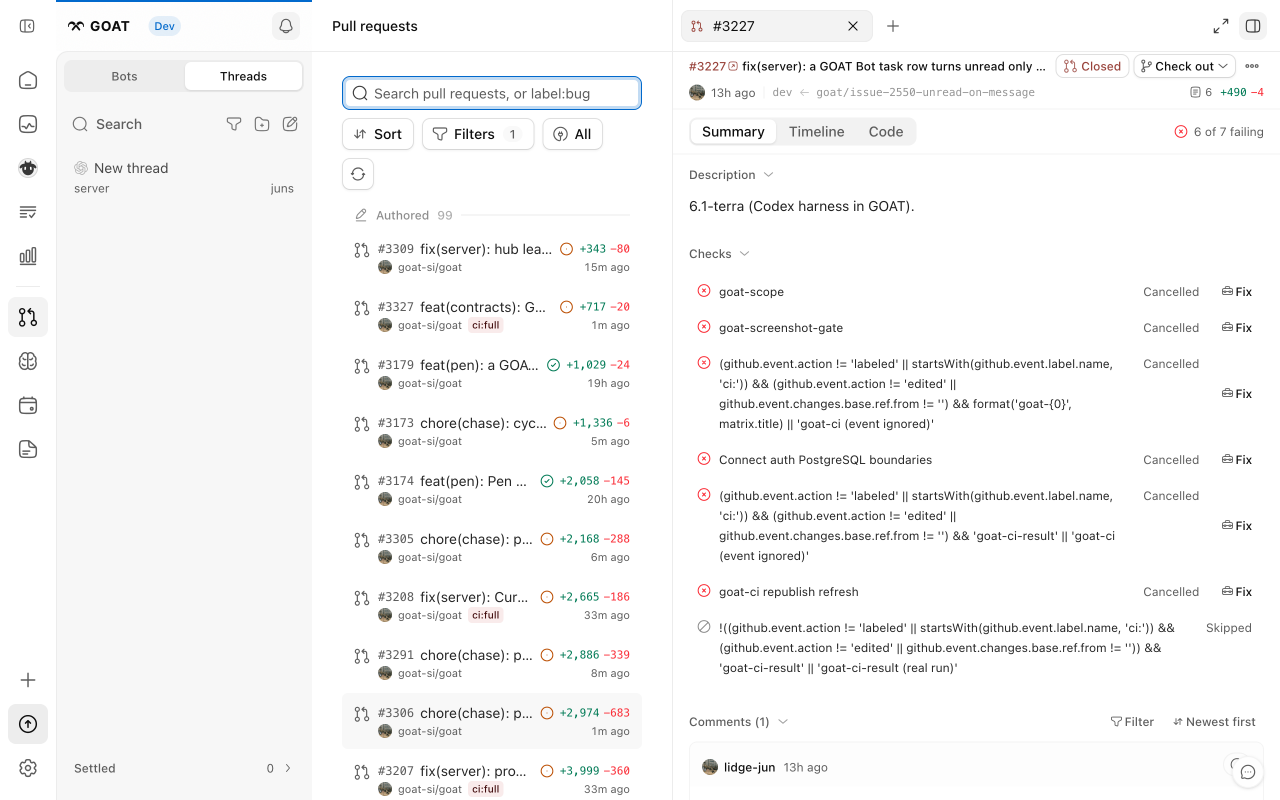 GOAT
Dev
Pull requests
#3227
Bots
Threads
Search
New thread
server
juns
Settled
0
Search pull requests, or label:bug
Sort
Filters
1
All
Authored 99
#3309 fix(server): hub lea... +343 −80
goat-si/goat 15m ago
#3327 feat(contracts): G... +717 −20
goat-si/goat ci:full 1m ago
#3179 feat(pen): a GOA... +1,029 −24
goat-si/goat 19h ago
#3173 chore(chase): cyc... +1,336 −6
goat-si/goat 5m ago
#3174 feat(pen): Pen ... +2,058 −145
goat-si/goat 20h ago
#3305 chore(chase): p... +2,168 −288
goat-si/goat 6m ago
#3208 fix(server): Cur... +2,665 −186
goat-si/goat ci:full 33m ago
#3291 chore(chase): p... +2,886 −339
goat-si/goat 8m ago
#3306 chore(chase): p... +2,974 −683
goat-si/goat 1m ago
#3207 fix(server): pro... +3,999 −360
goat-si/goat ci:full 33m ago
#3227 fix(server): a GOAT Bot task row turns unread only ... Closed Check out
13h ago dev ← goat/issue-2550-unread-on-message 6 +490 −4
Summary Timeline Code 6 of 7 failing
Description
6.1-terra (Codex harness in GOAT).
Checks
goat-scope Cancelled Fix
goat-screenshot-gate Cancelled Fix
(github.event.action != 'labeled' || startsWith(github.event.label.name, Cancelled
'ci:')) && (github.event.action != 'edited' ||
github.event.changes.base.ref.from != '') && format('goat-{0}', Fix
matrix.title) || 'goat-ci (event ignored)'
Connect auth PostgreSQL boundaries Cancelled Fix
(github.event.action != 'labeled' || startsWith(github.event.label.name, Cancelled
'ci:')) && (github.event.action != 'edited' ||
github.event.changes.base.ref.from != '') && 'goat-ci-result' || 'goat-ci Fix
(event ignored)'
goat-ci republish refresh Cancelled Fix
!((github.event.action != 'labeled' || startsWith(github.event.label.name, 'ci:')) && Skipped
(github.event.action != 'edited' || github.event.changes.base.ref.from != '')) &&
'goat-ci-result' || 'goat-ci-result (real run)'
Comments (1) Filter Newest first
lidge-jun 13h ago